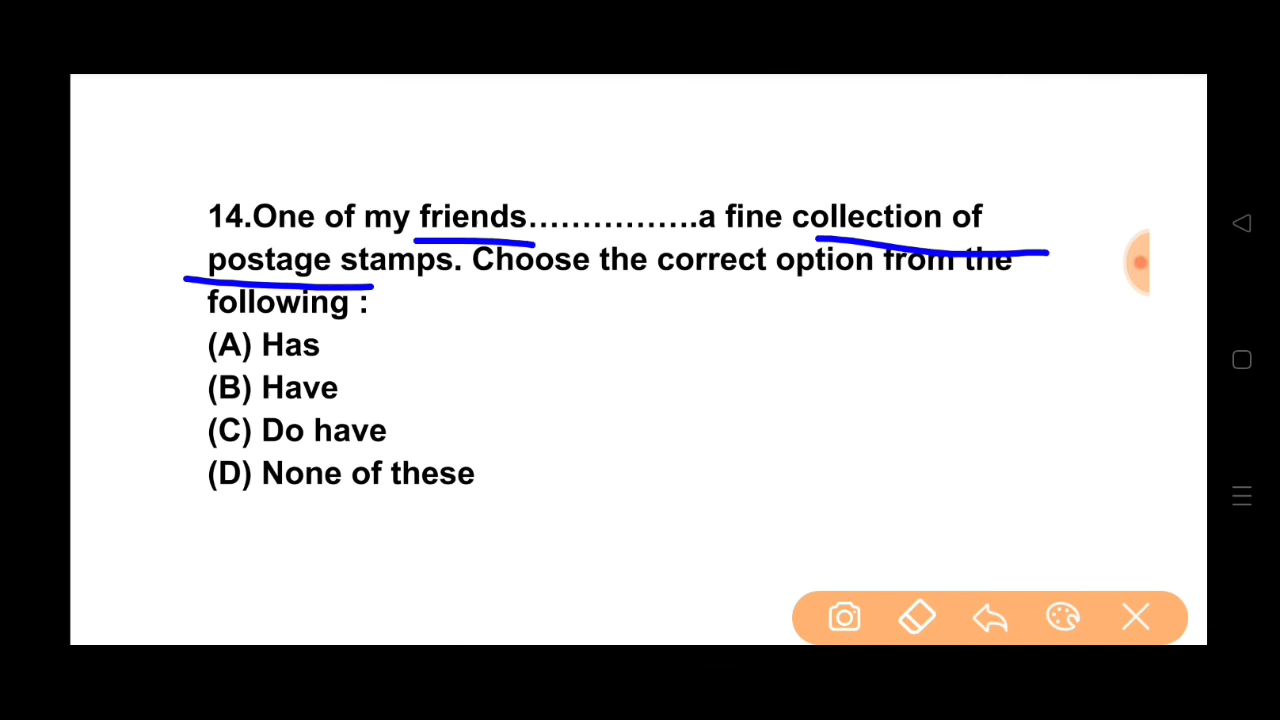 14.One of my friends................a fine collection of
postage stamps. Choose the correct option from the
following :
(A) Has
(B) Have
(C) Do have
(D) None of these